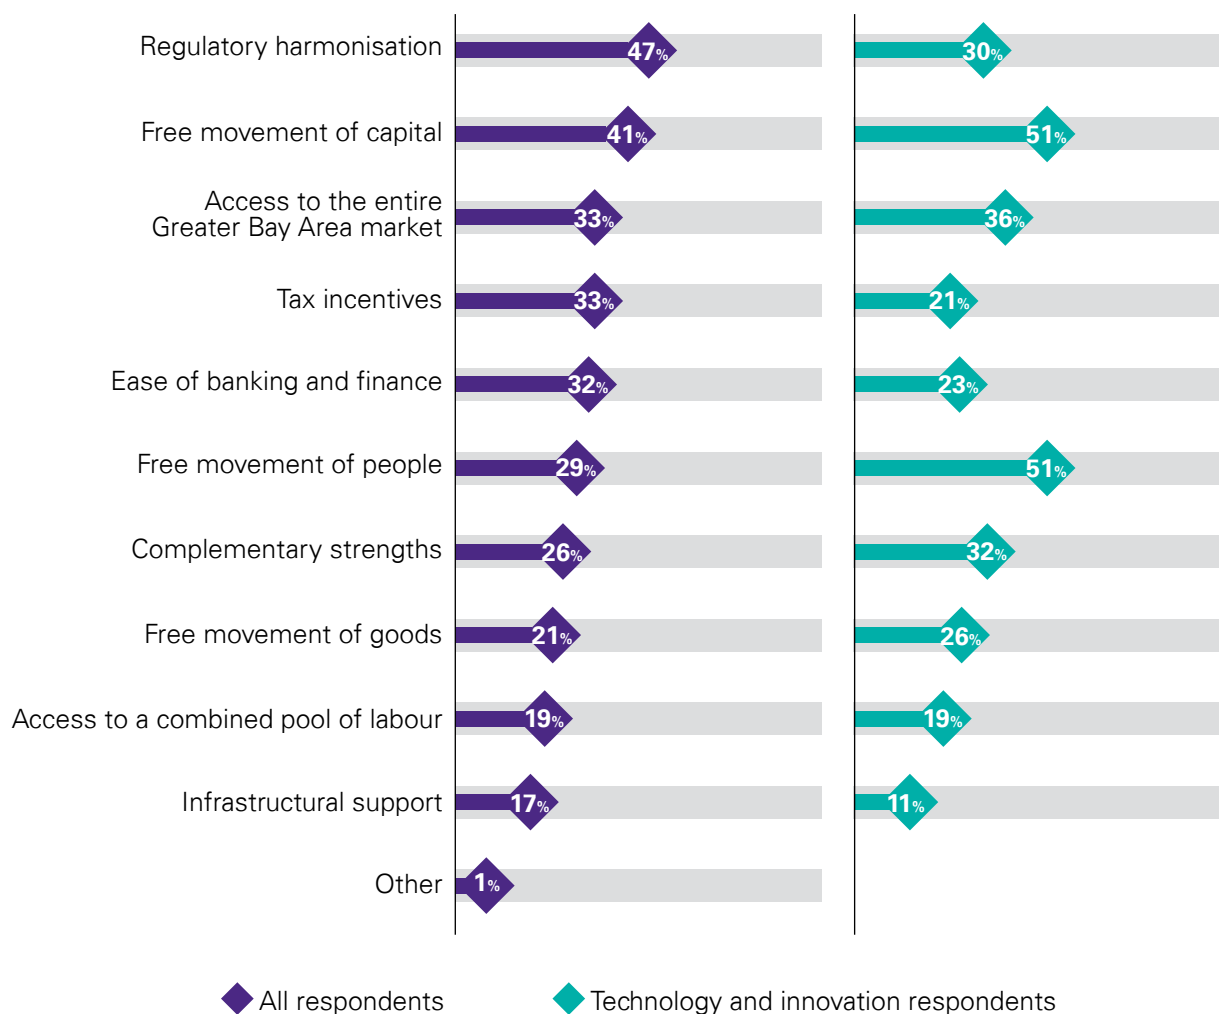 Regulatory harmonisation 47% 30%
Free movement of capital 41% 51%
Access to the entire
Greater Bay Area market 33% 36%
Tax incentives 33% 21%
Ease of banking and finance 32% 23%
Free movement of people 29% 51%
Complementary strengths 26% 32%
Free movement of goods 21% 26%
Access to a combined pool of labour 19% 19%
Infrastructural support 17% 11%
Other 1%
All respondents Technology and innovation respondents